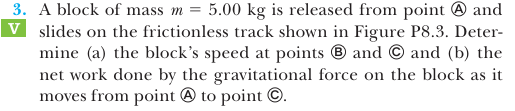 3. A block of mass m = 5.00 kg is released from point Ⓐ and
V slides on the frictionless track shown in Figure P8.3. Deter-
mine (a) the block's speed at points Ⓑ and Ⓒ and (b) the
net work done by the gravitational force on the block as it
moves from point Ⓐ to point Ⓒ.